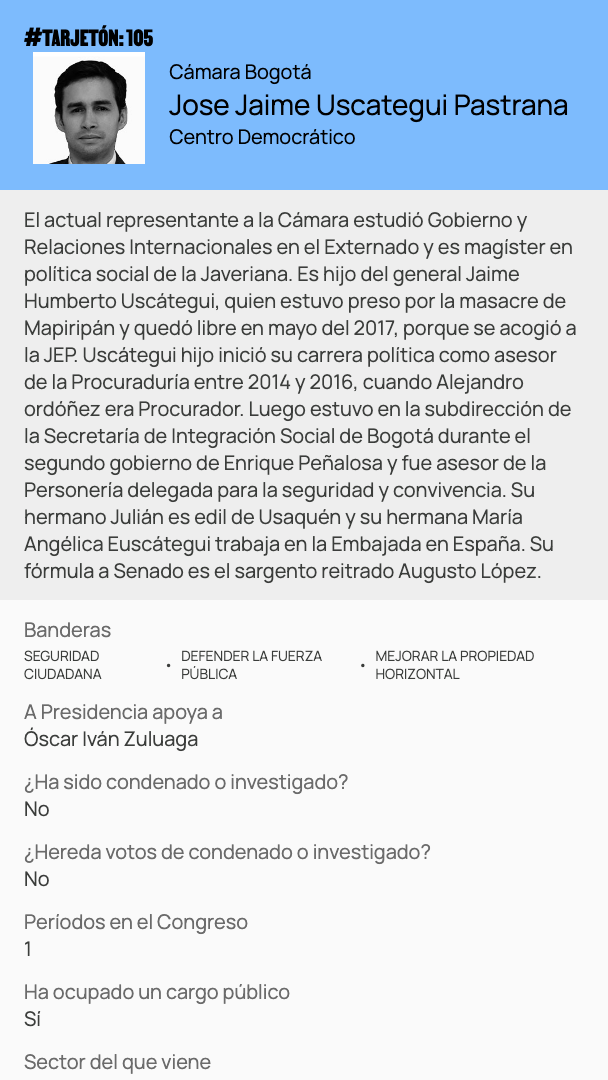 #TARJETÓN: 105
Cámara Bogotá
Jose Jaime Uscategui Pastrana
Centro Democrático
El actual representante a la Cámara estudió Gobierno y
Relaciones Internacionales en el Externado y es magíster en
política social de la Javeriana. Es hijo del general Jaime
Humberto Uscátegui, quien estuvo preso por la masacre de
Mapiripán y quedó libre en mayo del 2017, porque se acogió a
la JEP. Uscátegui hijo inició su carrera política como asesor
de la Procuraduría entre 2014 y 2016, cuando Alejandro
ordóñez era Procurador. Luego estuvo en la subdirección de
la Secretaría de Integración Social de Bogotá durante el
segundo gobierno de Enrique Peñalosa y fue asesor de la
Personería delegada para la seguridad y convivencia. Su
hermano Julián es edil de Usaquén y su hermana María
Angélica Euscátegui trabaja en la Embajada en España. Su
fórmula a Senado es el sargento reitrado Augusto López.
Banderas
SEGURIDAD CIUDADANA
• DEFENDER LA FUERZA PÚBLICA
• MEJORAR LA PROPIEDAD HORIZONTAL
A Presidencia apoya a
Óscar Iván Zuluaga
¿Ha sido condenado o investigado?
No
¿Hereda votos de condenado o investigado?
No
Períodos en el Congreso
1
Ha ocupado un cargo público
Sí
Sector del que viene